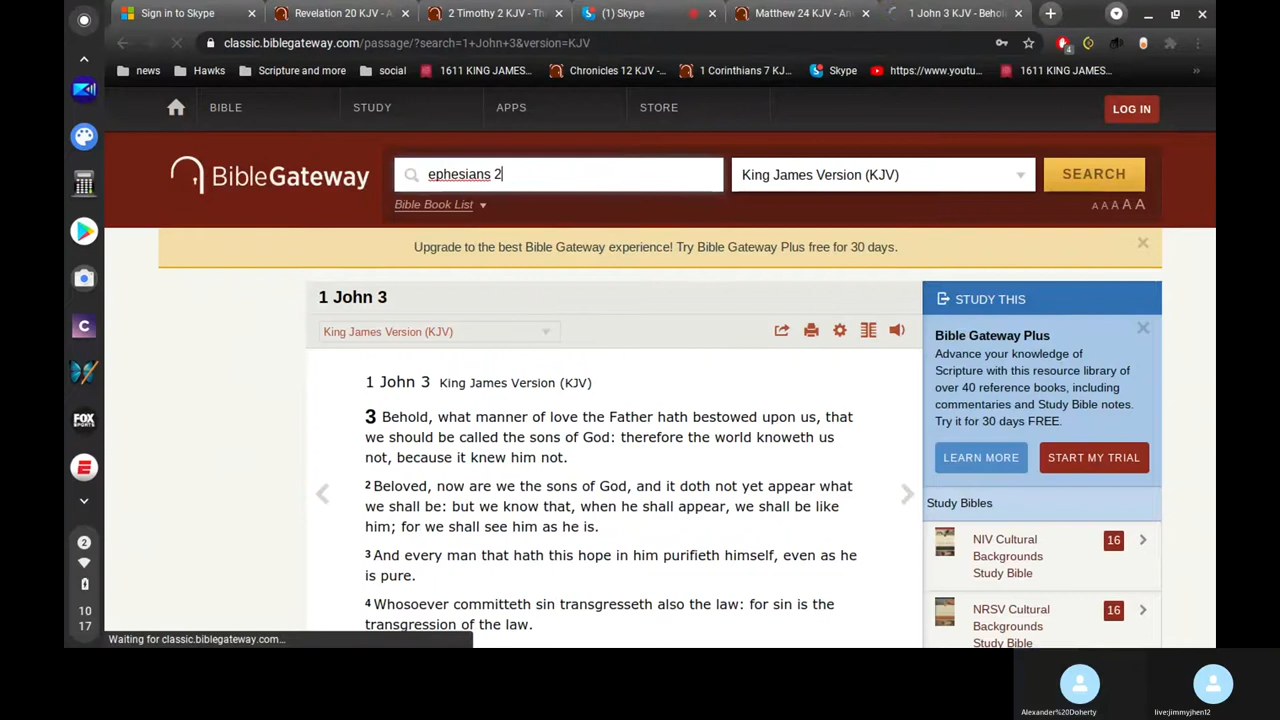 Sign in to Skype
Revelation 20 KJV - A
2 Timothy 2 KJV - Th
(1) Skype
Matthew 24 KJV - An
1 John 3 KJV - Behol
classic.biblegateway.com/passage/?search=1+John+3&version=KJV
4
news
Hawks
Scripture and more
social
1611 KING JAMES...
Chronicles 12 KJV -...
1 Corinthians 7 KJ...
Skype
https://www.youtu...
1611 KING JAMES...
»
BIBLE
STUDY
APPS
STORE
LOG IN
BibleGateway
ephesians 2
King James Version (KJV)
SEARCH
Bible Book List
A A A A A
Upgrade to the best Bible Gateway experience! Try Bible Gateway Plus free for 30 days.
1 John 3
King James Version (KJV)
1 John 3 King James Version (KJV)
3 Behold, what manner of love the Father hath bestowed upon us, that
we should be called the sons of God: therefore the world knoweth us
not, because it knew him not.
2 Beloved, now are we the sons of God, and it doth not yet appear what
we shall be: but we know that, when he shall appear, we shall be like
him; for we shall see him as he is.
3 And every man that hath this hope in him purifieth himself, even as he
is pure.
4 Whosoever committeth sin transgresseth also the law: for sin is the
transgression of the law.
STUDY THIS
Bible Gateway Plus
Advance your knowledge of
Scripture with this resource library of
over 40 reference books, including
commentaries and Study Bible notes.
Try it for 30 days FREE.
LEARN MORE
START MY TRIAL
Study Bibles
NIV Cultural
Backgrounds
Study Bible
16
NRSV Cultural
Backgrounds
Study Bible
16
C
FOX
SPORTS
2
10
17
Waiting for classic.biblegateway.com...
Alexander%20Doherty
live:jimmyjhen12